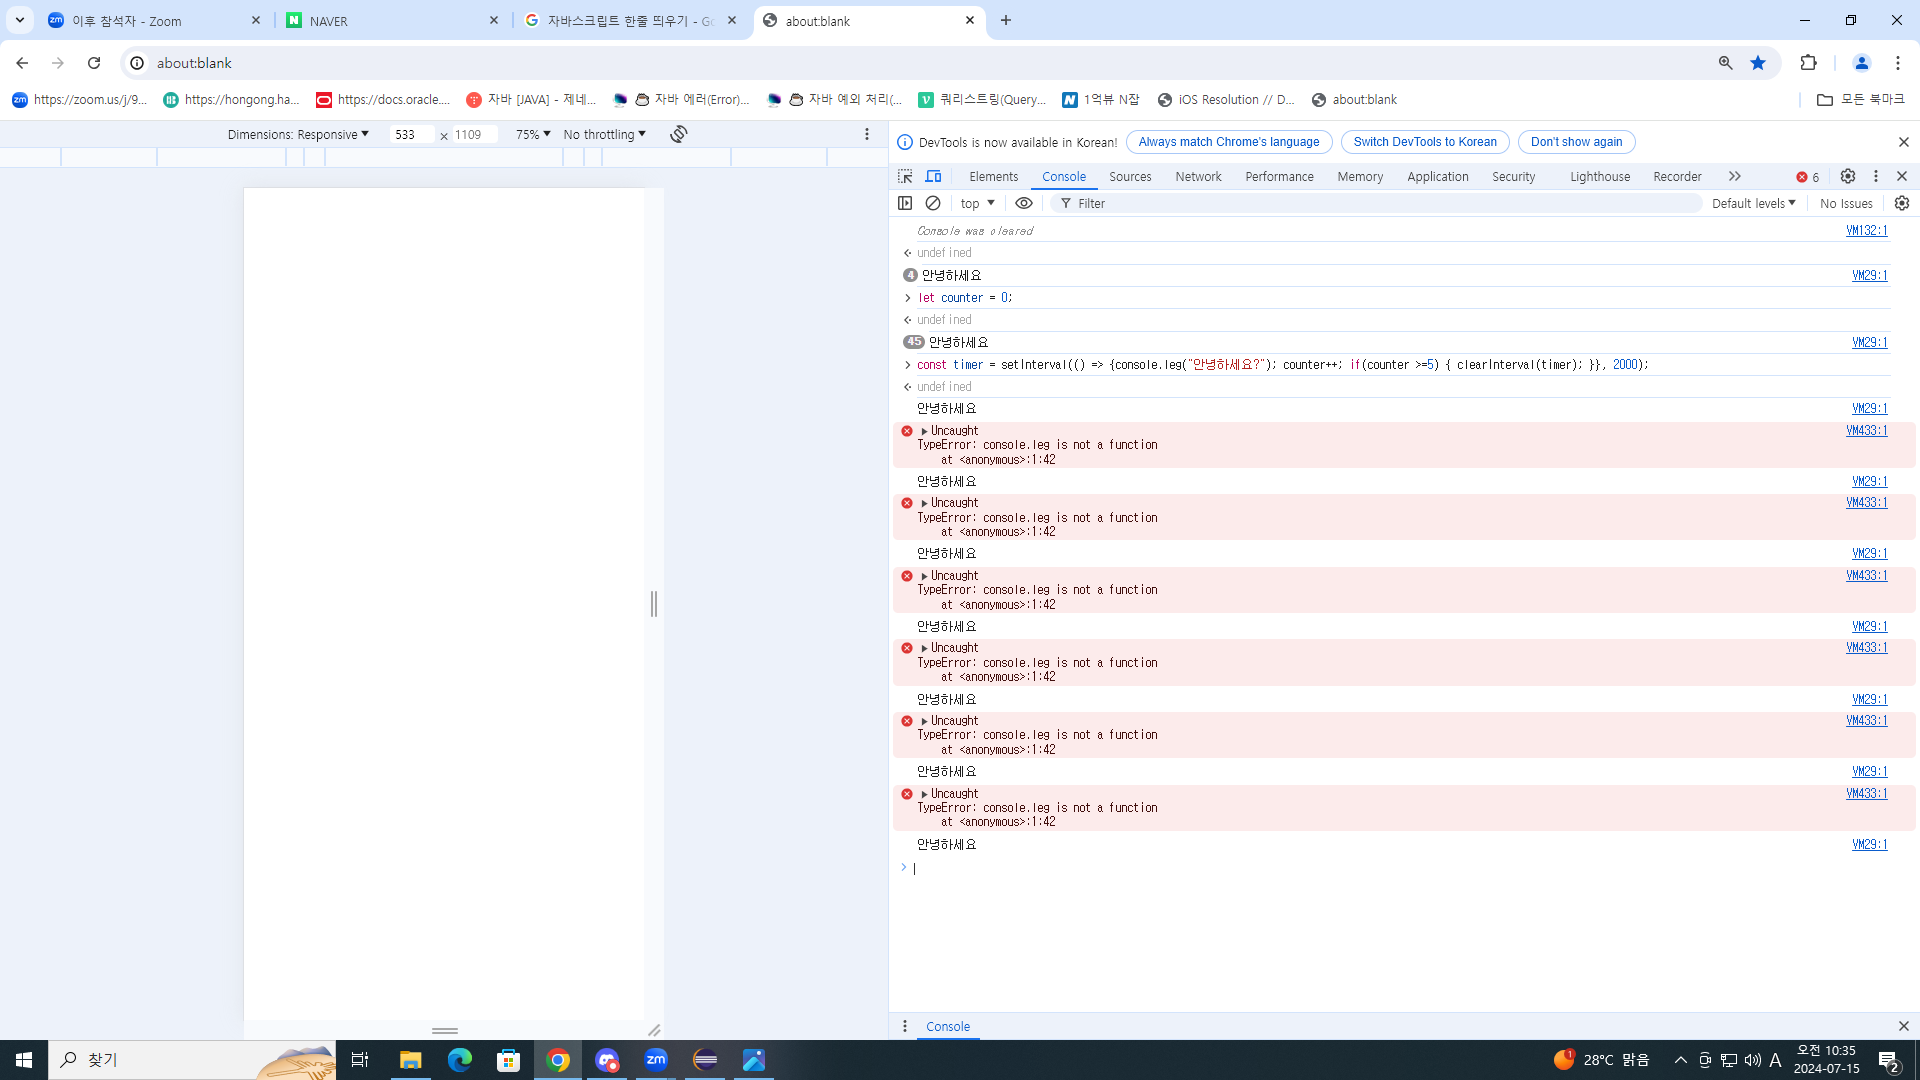 이후 참석자 - Zoom
NAVER
자바스크립트 한줄 띄우기 - Go
about:blank
about:blank
https://zoom.us/j/9...
https://hongong.ha...
https://docs.oracle....
자바 [JAVA] - 제네...
자바 에러(Error)...
자바 예외 처리(...
쿼리스트링(Query...
1억뷰 N잡
iOS Resolution // D...
about:blank
모든 북마크
Dimensions: Responsive
533 × 1109
75%
No throttling
DevTools is now available in Korean!
Always match Chrome's language
Switch DevTools to Korean
Don't show again
Elements
Console
Sources
Network
Performance
Memory
Application
Security
Lighthouse
Recorder
6
top
Filter
Default levels
No Issues
Console was cleared VM132:1
undefined
4 안녕하세요 VM29:1
let counter = 0;
undefined
45 안녕하세요 VM29:1
const timer = setInterval(() => {console.leg("안녕하세요?"); counter++; if(counter >=5) { clearInterval(timer); }}, 2000);
undefined
안녕하세요 VM29:1
Uncaught VM433:1
TypeError: console.leg is not a function
at <anonymous>:1:42
안녕하세요 VM29:1
Uncaught VM433:1
TypeError: console.leg is not a function
at <anonymous>:1:42
안녕하세요 VM29:1
Uncaught VM433:1
TypeError: console.leg is not a function
at <anonymous>:1:42
안녕하세요 VM29:1
Uncaught VM433:1
TypeError: console.leg is not a function
at <anonymous>:1:42
안녕하세요 VM29:1
Uncaught VM433:1
TypeError: console.leg is not a function
at <anonymous>:1:42
안녕하세요 VM29:1
Uncaught VM433:1
TypeError: console.leg is not a function
at <anonymous>:1:42
안녕하세요 VM29:1
Console
찾기
zm
1
28°C 맑음
A
오전 10:35
2024-07-15
2